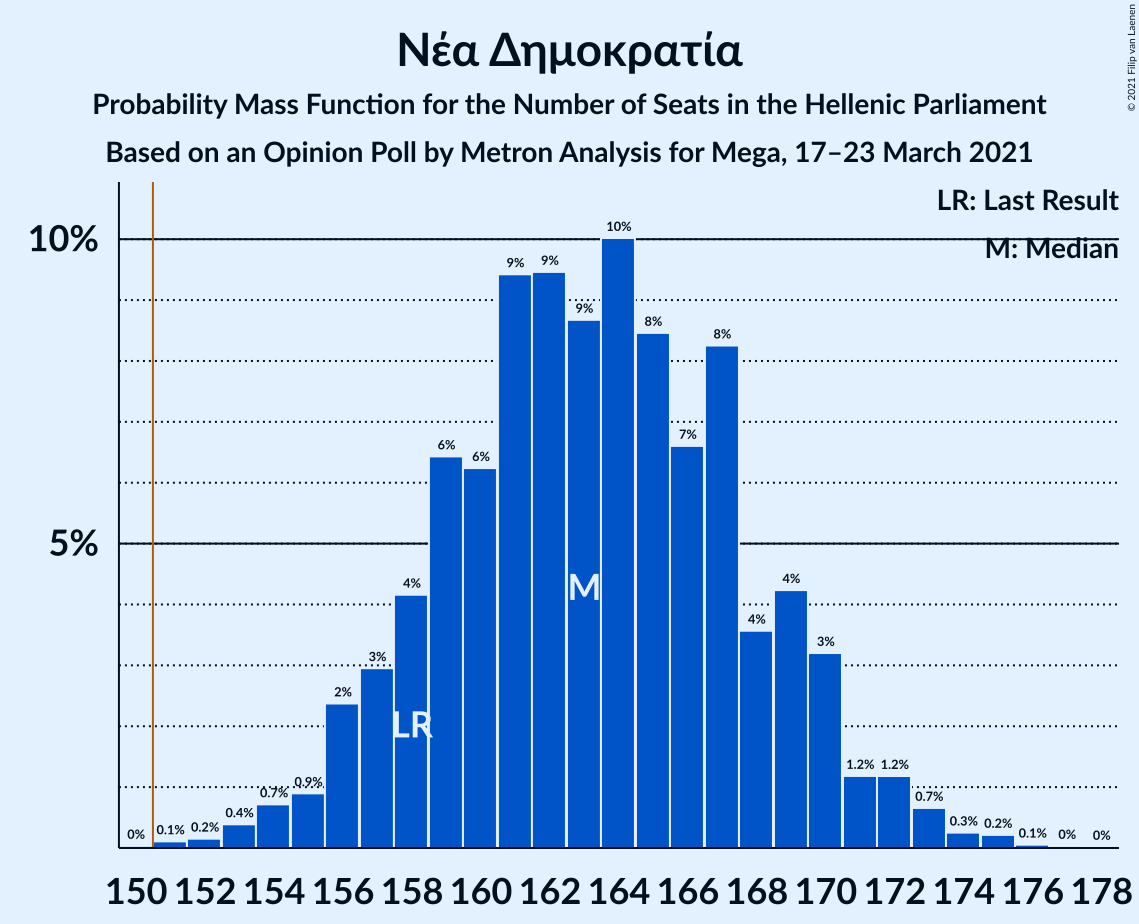 Νέα Δημοκρατία
Probability Mass Function for the Number of Seats in the Hellenic Parliament
Based on an Opinion Poll by Metron Analysis for Mega, 17–23 March 2021
© 2021 Filip van Laenen
LR: Last Result
M: Median
10%
5%
0% 0.1% 0.2% 0.4% 0.7% 0.9% 2% 3% 4% 6% 6% 9% 9% 9% 10% 8% 7% 8% 4% 4% 3% 1.2% 1.2% 0.7% 0.3% 0.2% 0.1% 0% 0%
M
LR
150 152 154 156 158 160 162 164 166 168 170 172 174 176 178